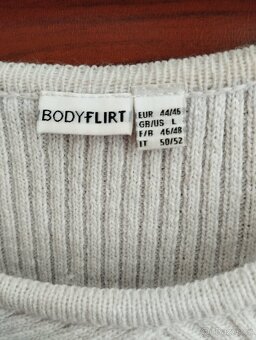 BODYFLIRT
EUR 44/46
GB/US L
F/B 46/48
IT 50/52